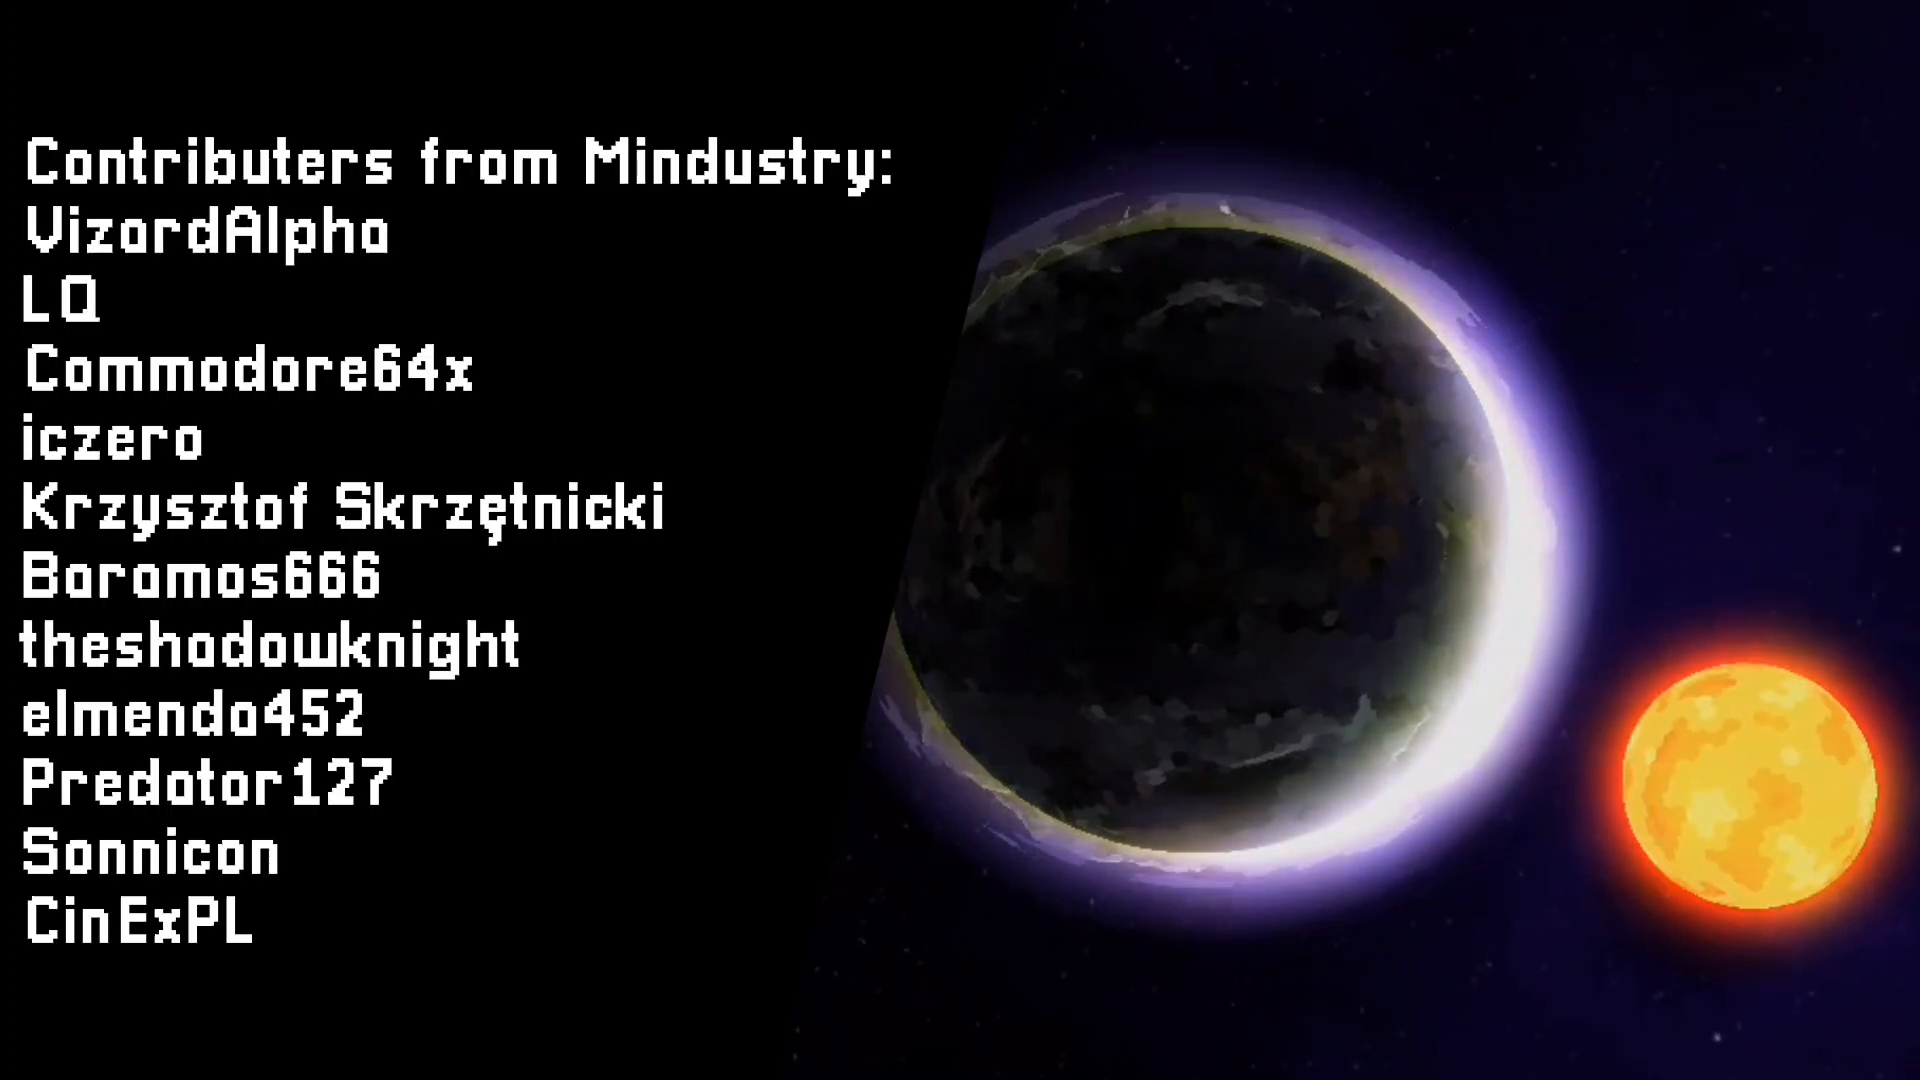 Contributers from Mindustry:
VizardAlpha
LQ
Commodore64x
iczero
Krzysztof Skrzętnicki
Baramos666
theshadowknight
elmenda452
Predator127
Sonnicon
CinExPL